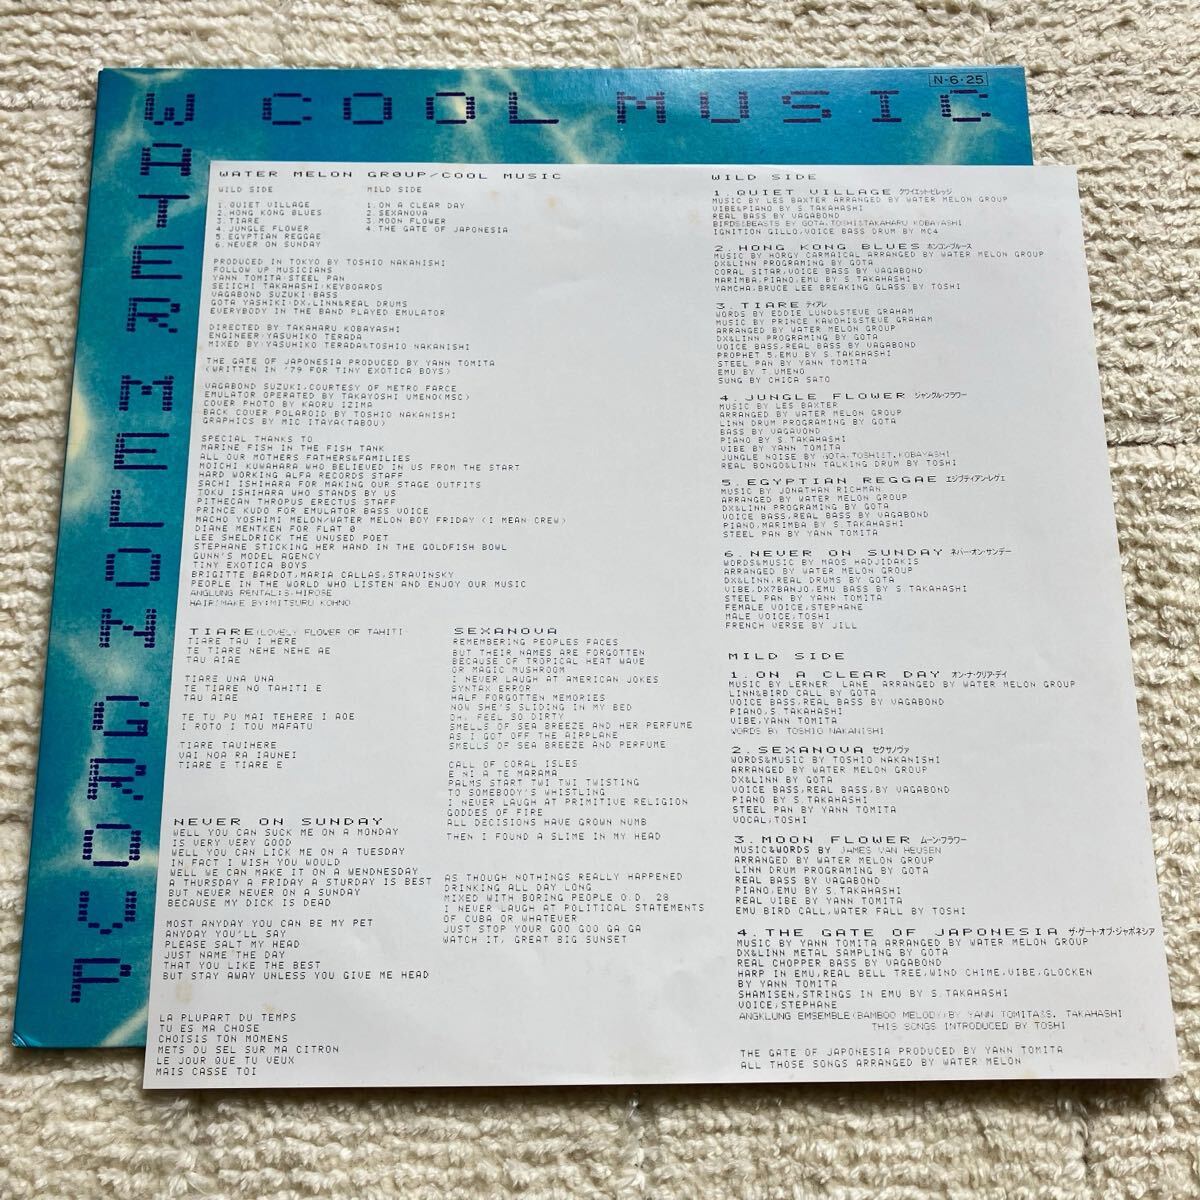 N-6-25
COOL MUSIC
WATER MELON GROUP
WATER MELON GRØUP/COOL MUSIC
WILD SIDE
1.QUIET VILLAGE
2.HONG KONG BLUES
3.TIARE
4.JUNGLE FLOWER
5.EGYPTIAN REGGAE
6.NEVER ON SUNDAY
MILD SIDE
1.ON A CLEAR DAY
2.SEXANOVA
3.MOON FLOWER
4.THE GATE OF JAPONESIA
PRODUCED IN TOKYO BY TOSHIO NAKANISHI
FOLLOW UP MUSICIANS
YANN TOMITA:STEEL PAN
SEIICHI TAKAHASHI:KEYBOARDS
VAGABOND SUZUKI:BASS
GOTA YASHIKI:DX,LINN&REAL DRUMS
EVERYBODY IN THE BAND PLAYED EMULATOR
DIRECTED BY TAKAHARU KOBAYASHI
ENGINEER:YASUHIKO TERADA
MIXED BY:YASUHIKO TERADA&TOSHIO NAKANISHI
THE GATE OF JAPONESIA PRODUCED BY YANN TOMITA
(WRITTEN IN '79 FOR TINY EXOTICA BOYS)
VAGABOND SUZUKI,COURTESY OF METRO FARCE
EMULATOR OPERATED BY TAKAYOSHI UMENO(MSC)
COVER PHOTO BY KAORU IZIMA
BACK COVER POLAROID BY TOSHIO NAKANISHI
GRAPHICS BY MIC ITAYA(TABOU)
SPECIAL THANKS TO
MARINE FISH IN THE FISH TANK
ALL OUR MOTHERS FATHERS&FAMILIES
MOICHI KUWAHARA WHO BELIEVED IN US FROM THE START
HARD WORKING ALFA RECORDS STAFF
SACHI ISHIHARA FOR MAKING OUR STAGE OUTFITS
TOKU ISHIHARA WHO STANDS BY US
PITHECAN THROPUS ERECTUS STAFF
PRINCE KUDO FOR EMULATOR BASS VOICE
MACHO YOSHIMI MELON/WATER MELON BOY FRIDAY (I MEAN CREW)
DIANE MENTKEN FOR FLAT 0
LEE SHELDRICK THE UNUSED POET
STEPHANE STICKING HER HAND IN THE GOLDFISH BOWL
GUNN'S MODEL AGENCY
TINY EXOTICA BOYS
BRIGITTE BARDOT,MARIA CALLAS,STRAVINSKY
PEOPLE IN THE WORLD WHO LISTEN AND ENJOY OUR MUSIC
ANGLUNG RENTAL:S.HIROSE
HAIR/MAKE BY:MITSURU KOHNO
TIARE(LOVELY FLOWER OF TAHITI)
TIARE TAU I HERE
TE TIARE NEHE NEHE AE
TAU AIAE
TIARE UNA UNA
TE TIARE NO TAHITI E
TAU AIAE
TE TU PU MAI TEHERE I AOE
I ROTO I TOU MAFATU
TIARE TAUIHERE
VAI NOA RA IAUNEI
TIARE E TIARE E
NEVER ON SUNDAY
WELL YOU CAN SUCK ME ON A MONDAY
IS VERY VERY GOOD
WELL YOU CAN LICK ME ON A TUESDAY
IN FACT I WISH YOU WOULD
WELL WE CAN MAKE IT ON A WENDNESDAY
A THURSDAY A FRIDAY A STURDAY IS BEST
BUT NEVER NEVER ON A SUNDAY
BECAUSE MY DICK IS DEAD
MOST ANYDAY YOU CAN BE MY PET
ANYDAY YOU'LL SAY
PLEASE SALT MY HEAD
JUST NAME THE DAY
THAT YOU LIKE THE BEST
BUT STAY AWAY UNLESS YOU GIVE ME HEAD
LA PLUPART DU TEMPS
TU ES MA CHOSE
CHOISIS TON MOMENS
METS DU SEL SUR MA CITRON
LE JOUR QUE TU VEUX
MAIS CASSE TOI
SEXANOVA
REMEMBERING PEOPLES FACES
BUT THEIR NAMES ARE FORGOTTEN
BECAUSE OF TROPICAL HEAT WAVE
OR MAGIC MUSHROOM
I NEVER LAUGH AT AMERICAN JOKES
SYNTAX ERROR
HALF FORGOTTEN MEMORIES
NOW SHE'S SLIDING IN MY BED
OH, FEEL SO DIRTY
SMELLS OF SEA BREEZE AND HER PERFUME
AS I GOT OFF THE AIRPLANE
SMELLS OF SEA BREEZE AND PERFUME
CALL OF CORAL ISLES
E NI A TE MARAMA
PALMS START TWI TWI TWISTING
TO SOMEBODY'S WHISTLING
I NEVER LAUGH AT PRIMITIVE RELIGION
GODDES OF FIRE
ALL DECISIONS HAVE GROWN NUMB
THEN I FOUND A SLIME IN MY HEAD
AS THOUGH NOTHINGS REALLY HAPPENED
DRINKING ALL DAY LONG
MIXED WITH BORING PEOPLE O.D. 28
I NEVER LAUGH AT POLITICAL STATEMENTS
OF CUBA OR WHATEVER
JUST STOP YOUR GOO GOO GA GA
WATCH IT, GREAT BIG SUNSET
WILD SIDE
1.QUIET VILLAGE クワイエット・ビレッジ
MUSIC BY LES BAXTER ARRANGED BY WATER MELON GROUP
VIBE&PIANO BY S.TAKAHASHI
REAL BASS BY VAGABOND
BIRDS&BEASTS BY GOTA,TOSHI&TAKAHARU KOBAYASHI
IGNITION GILLO,VOICE BASS DRUM BY MC4
2.HONG KONG BLUES ホンコン・ブルース
MUSIC BY HORGY CARMAICAL ARRANGED BY WATER MELON GROUP
DX&LINN PROGRAMING BY GOTA
CORAL SITAR,VOICE BASS BY VAGABOND
MARIMBA,PIANO,EMU BY S.TAKAHASHI
YAMCHA,BRUCE LEE BREAKING GLASS BY TOSHI
3.TIARE ティアレ
WORDS BY EDDIE LUND&STEVE GRAHAM
MUSIC BY PRINCE KAWOHI&STEVE GRAHAM
ARRANGED BY WATER MELON GROUP
DX&LINN PROGRAMING BY GOTA
VOICE BASS,REAL BASS BY VAGABOND
PROPHET 5,EMU BY S.TAKAHASHI
STEEL PAN BY YANN TOMITA
EMU BY T.UMENO
SUNG BY CHICA SATO
4.JUNGLE FLOWER ジャングル・フラワー
MUSIC BY LES BAXTER
ARRANGED BY WATER MELON GROUP
LINN DRUM PROGRAMING BY GOTA
BASS BY VAGAVOND
PIANO BY S.TAKAHASHI
VIBE BY YANN TOMITA
JUNGLE NOISE BY GOTA,TOSHI&T.KOBAYASHI
REAL BONGO&LINN TALKING DRUM BY TOSHI
5.EGYPTIAN REGGAE エジプティアン・レゲエ
MUSIC BY JONATHAN RICHMAN
ARRANGED BY WATER MELON GROUP
DX&LINN PROGRAMING BY GOTA
VOICE BASS,REAL BASS BY VAGABOND
PIANO,MARIMBA BY S.TAKAHASHI
STEEL PAN BY YANN TOMITA
6.NEVER ON SUNDAY ネバー・オン・サンデー
WORDS&MUSIC BY MAOS HADJIDAKIS
ARRANGED BY WATER MELON GROUP
DX&LINN,REAL DRUMS BY GOTA
VIBE,DX7BANJO,EMU BASS BY S.TAKAHASHI
STEEL PAN BY YANN TOMITA
FEMALE VOICE;STEPHANE
MALE VOICE;TOSHI
FRENCH VERSE BY JILL
MILD SIDE
1.ON A CLEAR DAY オン・ナ・クリア・デイ
MUSIC BY LERNER LANE ARRANGED BY WATER MELON GROUP
LINN&BIRD CALL BY GOTA
VOICE BASS,REAL BASS BY VAGABOND
PIANO,S.TAKAHASHI
VIBE,YANN TOMITA
WORDS BY TOSHIO NAKANISHI
2.SEXANOVA セクサノヴァ
WORDS&MUSIC BY TOSHIO NAKANISHI
ARRANGED BY WATER MELON GROUP
DX&LINN BY GOTA
VOICE BASS,REAL BASS,BY VAGABOND
PIANO BY S.TAKAHASHI
STEEL PAN BY YANN TOMITA
VOCAL;TOSHI
3.MOON FLOWER ムーン・フラワー
MUSIC&WORDS BY JAMES VAN HEUSEN
ARRANGED BY WATER MELON GROUP
LINN DRUM PROGRAMING BY GOTA
REAL BASS BY VAGABOND
PIANO,EMU BY S.TAKAHASHI
REAL VIBE BY YANN TOMITA
EMU BIRD CALL,WATER FALL BY TOSHI
4.THE GATE OF JAPONESIA ザ・ゲート・オブ・ジャポネシア
MUSIC BY YANN TOMITA ARRANGED BY WATER MELON GROUP
DX&LINN METAL SAMPLING BY GOTA
REAL CHOPPER BASS BY VAGABOND
HARP IN EMU,REAL BELL TREE,WIND CHIME,VIBE,GLOCKEN
BY YANN TOMITA
SHAMISEN,STRINGS IN EMU BY S.TAKAHASHI
VOICE;STEPHANE
ANGKLUNG EMSEMBLE(BAMBOO MELODY)BY YANN TOMITA&S. TAKAHASHI
THIS SONGS INTRODUCED BY TOSHI
THE GATE OF JAPONESIA PRODUCED BY YANN TOMITA
ALL THOSE SONGS ARRANGED BY WATER MELON